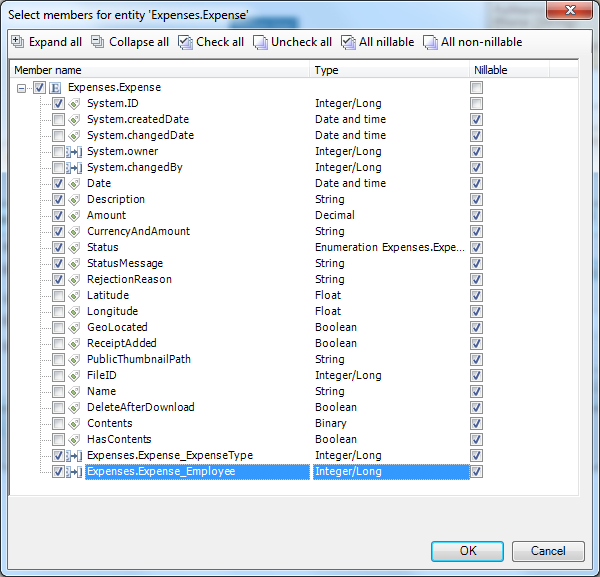 Select members for entity 'Expenses.Expense'
Expand all Collapse all Check all Uncheck all All nillable All non-nillable
Member name Type Nillable
E Expenses.Expense
System.ID Integer/Long
System.createdDate Date and time
System.changedDate Date and time
System.owner Integer/Long
System.changedBy Integer/Long
Date Date and time
Description String
Amount Decimal
CurrencyAndAmount String
Status Enumeration Expenses.Expe...
StatusMessage String
RejectionReason String
Latitude Float
Longitude Float
GeoLocated Boolean
ReceiptAdded Boolean
PublicThumbnailPath String
FileID Integer/Long
Name String
DeleteAfterDownload Boolean
Contents Binary
HasContents Boolean
Expenses.Expense_ExpenseType Integer/Long
Expenses.Expense_Employee Integer/Long
OK Cancel